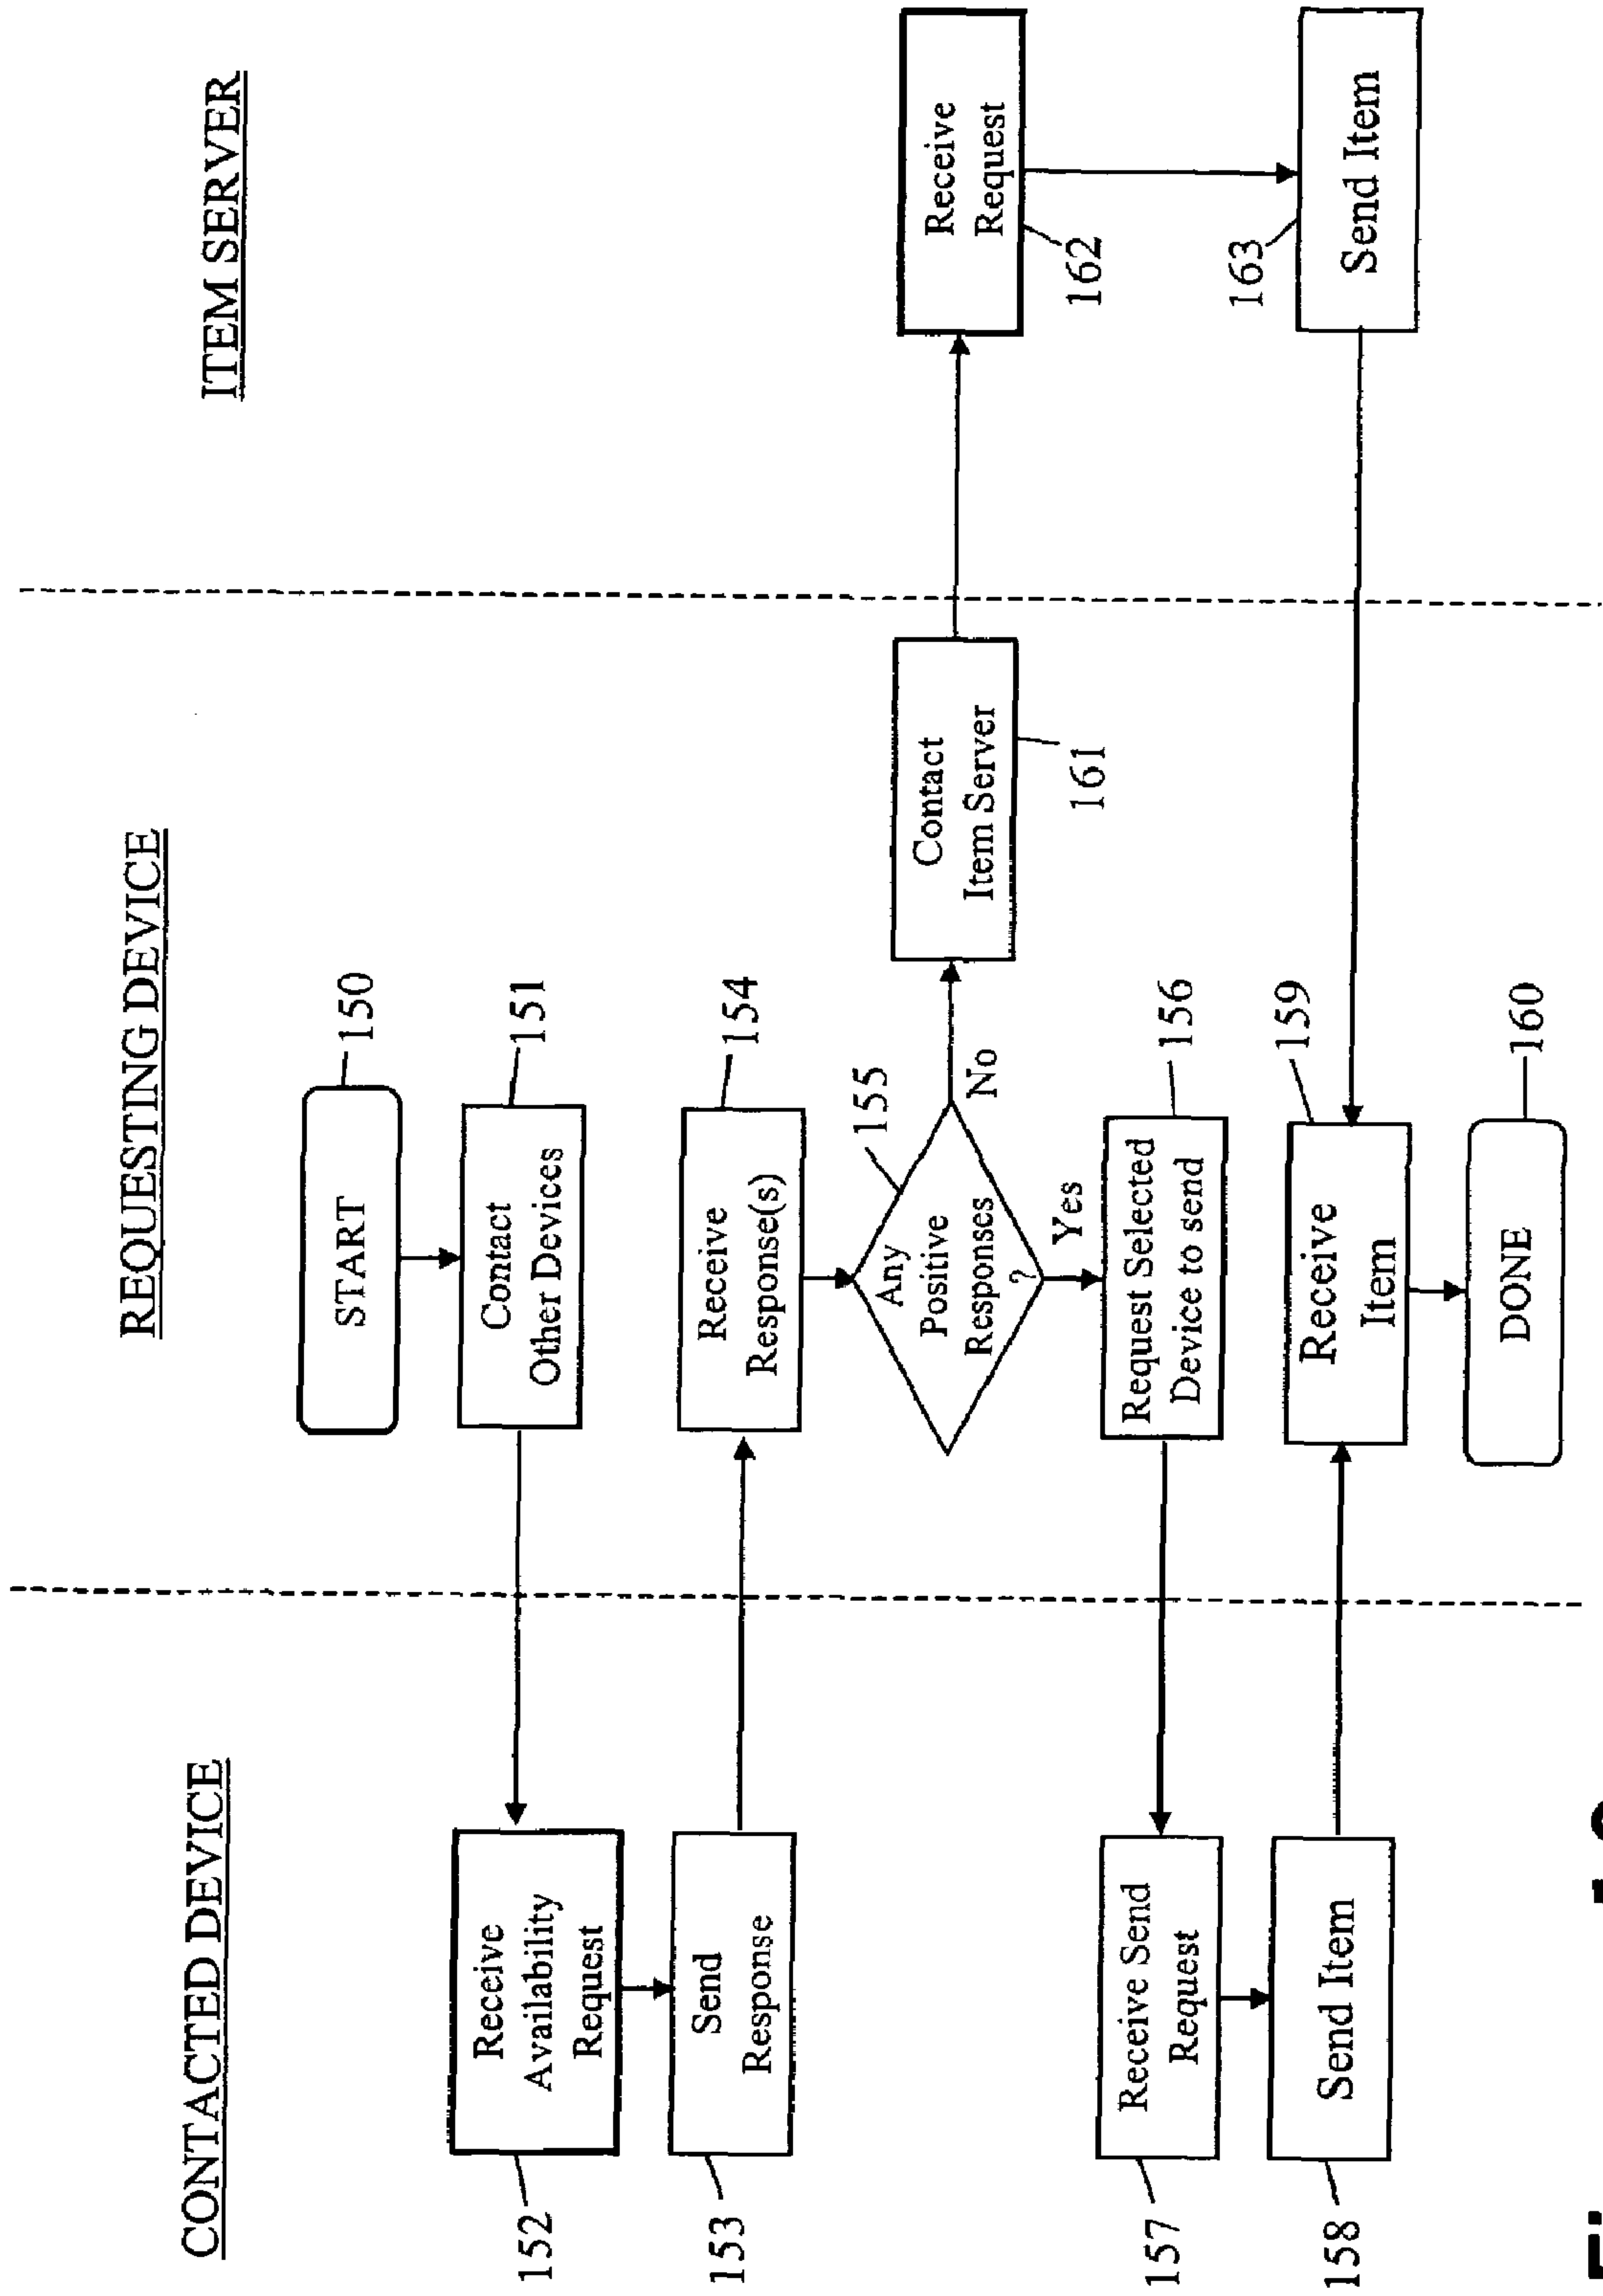 CONTACTED DEVICE
REQUESTING DEVICE
ITEM SERVER
START
150
Contact
Other Devices
151
Receive
Availability
Request
152
Send
Response
153
Receive
Response(s)
154
Any
Positive
Responses
?
155
No
Yes
Contact
Item Server
161
Receive
Request
162
Request Selected
Device to send
156
Receive Send
Request
157
Send Item
158
Receive
Item
159
Send Item
163
DONE
160